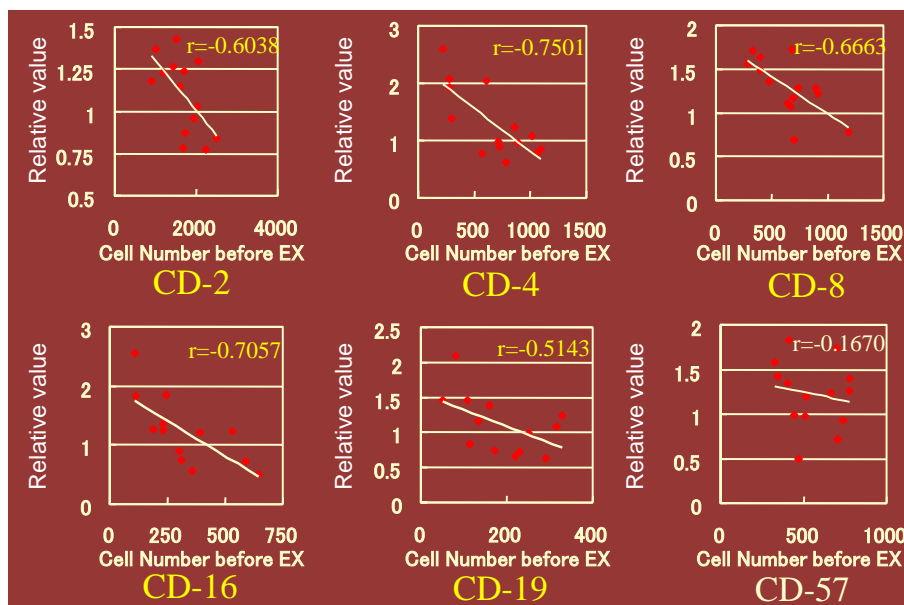 1.5
1.25
1
0.75
0.5
Relative value
r=-0.6038
0 2000 4000
Cell Number before EX
CD-2
3
2
1
0
Relative value
r=-0.7501
0 500 1000 1500
Cell Number before EX
CD-4
2
1.5
1
0.5
0
Relative value
r=-0.6663
0 500 1000 1500
Cell Number before EX
CD-8
3
2
1
0
Relative value
r=-0.7057
0 250 500 750
Cell Number before EX
CD-16
2.5
2
1.5
1
0.5
0
Relative value
r=-0.5143
0 200 400
Cell Number before EX
CD-19
2
1.5
1
0.5
0
Relative value
r=-0.1670
0 500 1000
Cell Number before EX
CD-57